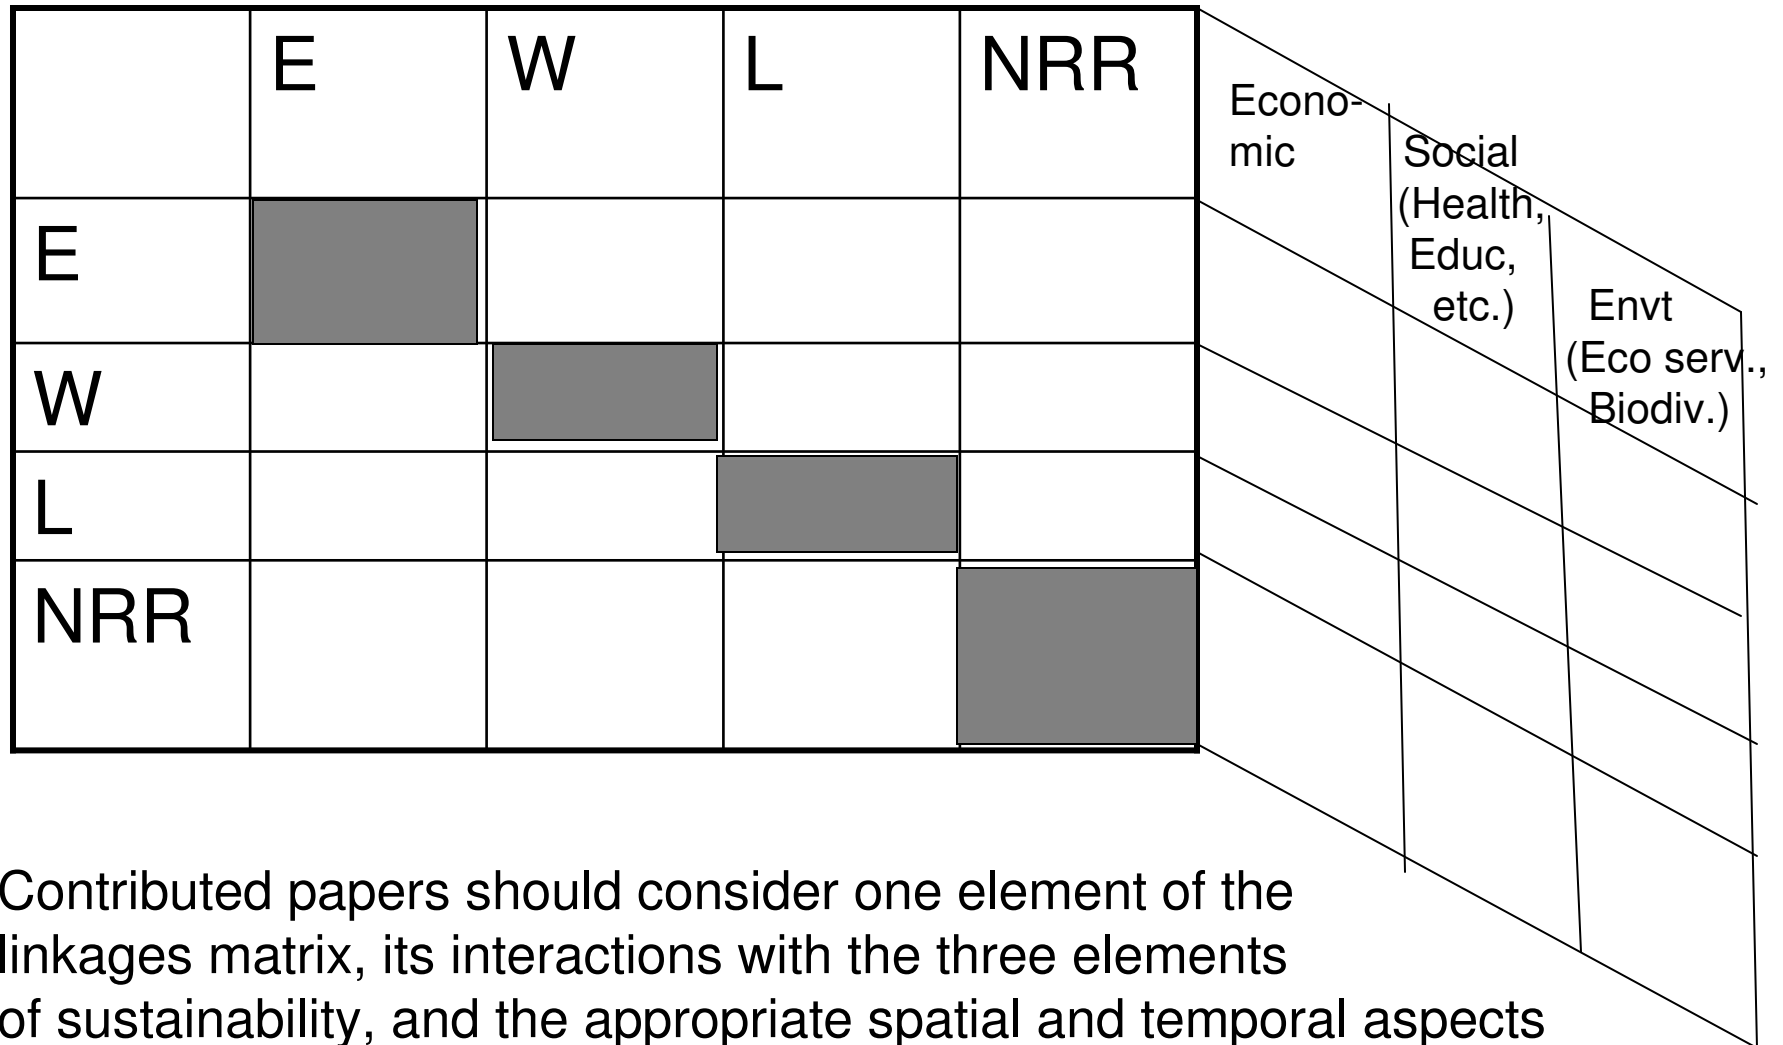 E W L NRR
Econo-
mic
Social
(Health,
Educ,
etc.)
Envt
(Eco serv.,
Biodiv.)
E
W
L
NRR
Contributed papers should consider one element of the
linkages matrix, its interactions with the three elements
of sustainability, and the appropriate spatial and temporal aspects